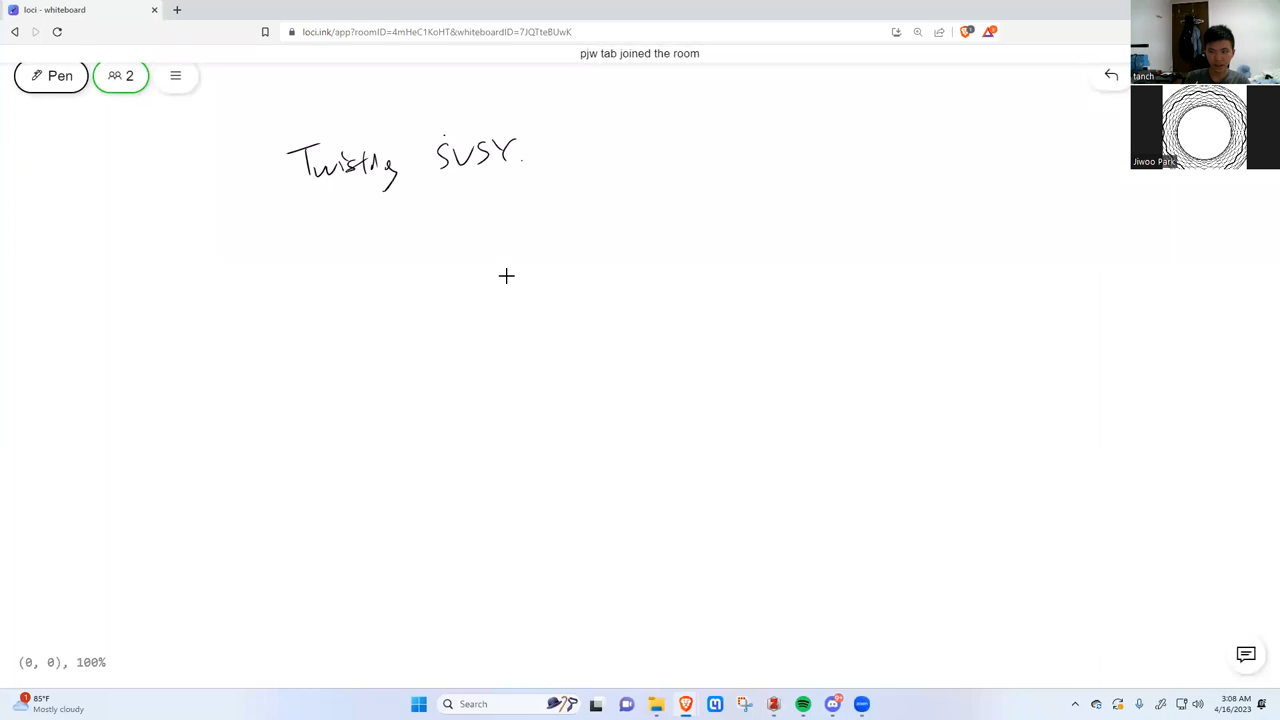 loci - whiteboard
loci.ink/app?roomID=4mHeC1KoHT&whiteboardID=7JQTteBUwK
pjw tab joined the room
Pen
2
Twisting SUSY.
tanch
Jiwoo Park
(0, 0), 100%
1
85°F
Mostly cloudy
Search
3:08 AM
4/16/2023